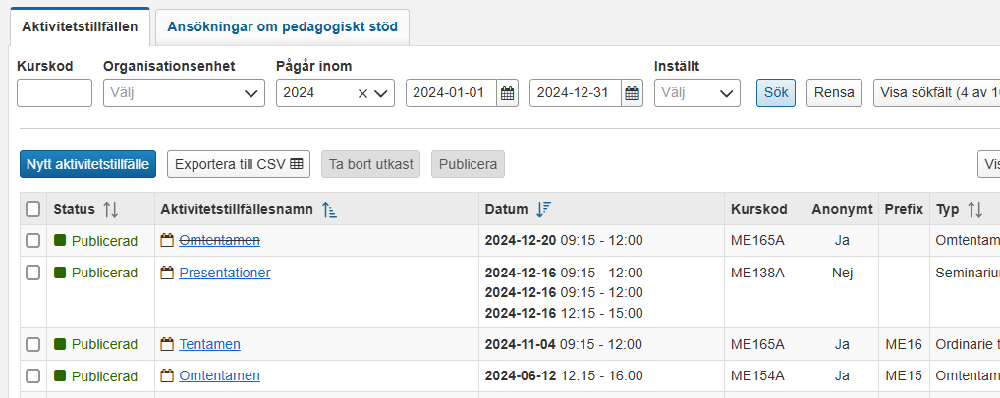 Aktivitetstillfällen Ansökningar om pedagogiskt stöd
Kurskod Organisationsenhet Pågår inom Inställt
Välj 2024 2024-01-01 2024-12-31 Välj Sök Rensa Visa sökfält (4 av
Nytt aktivitetstillfälle Exportera till CSV Ta bort utkast Publicera
Status Aktivitetstillfällesnamn Datum Kurskod Anonymt Prefix Typ
Publicerad Omtentamen 2024-12-20 09:15 - 12:00 ME165A Ja Omtentam
Publicerad Presentationer 2024-12-16 09:15 - 12:00 ME138A Nej Seminarium
2024-12-16 09:15 - 12:00
2024-12-16 12:15 - 15:00
Publicerad Tentamen 2024-11-04 09:15 - 12:00 ME165A Ja ME16 Ordinarie t
Publicerad Omtentamen 2024-06-12 12:15 - 16:00 ME154A Ja ME15 Omtentam